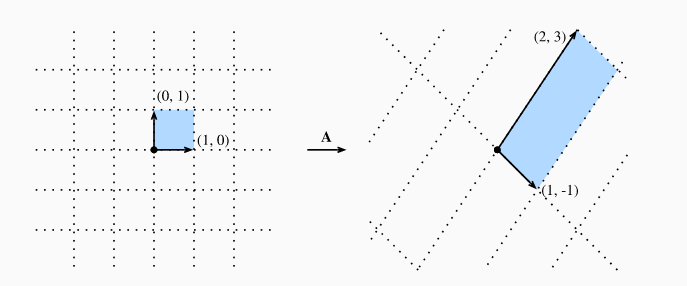 (2, 3)
(0, 1)
A
(1, 0)
(1, -1)